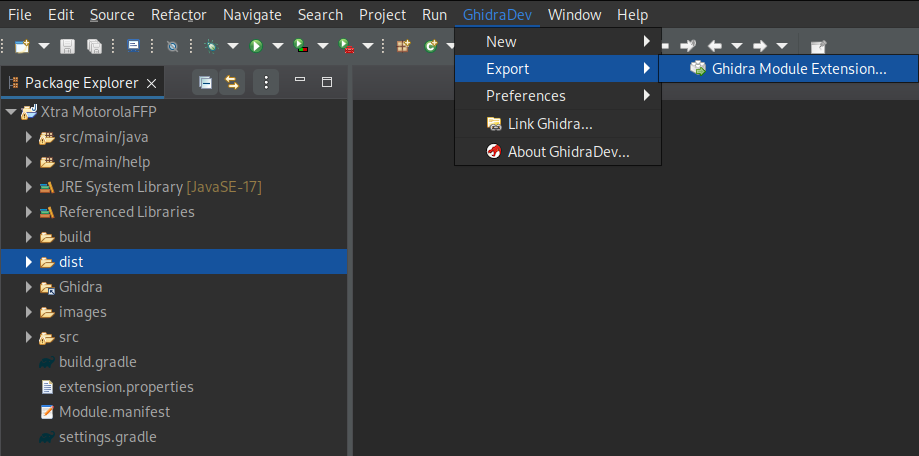 File Edit Source Refactor Navigate Search Project Run GhidraDev Window Help
New
Package Explorer
Export
Ghidra Module Extension...
Preferences
Link Ghidra...
About GhidraDev...
Xtra MotorolaFFP
src/main/java
src/main/help
JRE System Library [JavaSE-17]
Referenced Libraries
build
dist
Ghidra
images
src
build.gradle
extension.properties
Module.manifest
settings.gradle